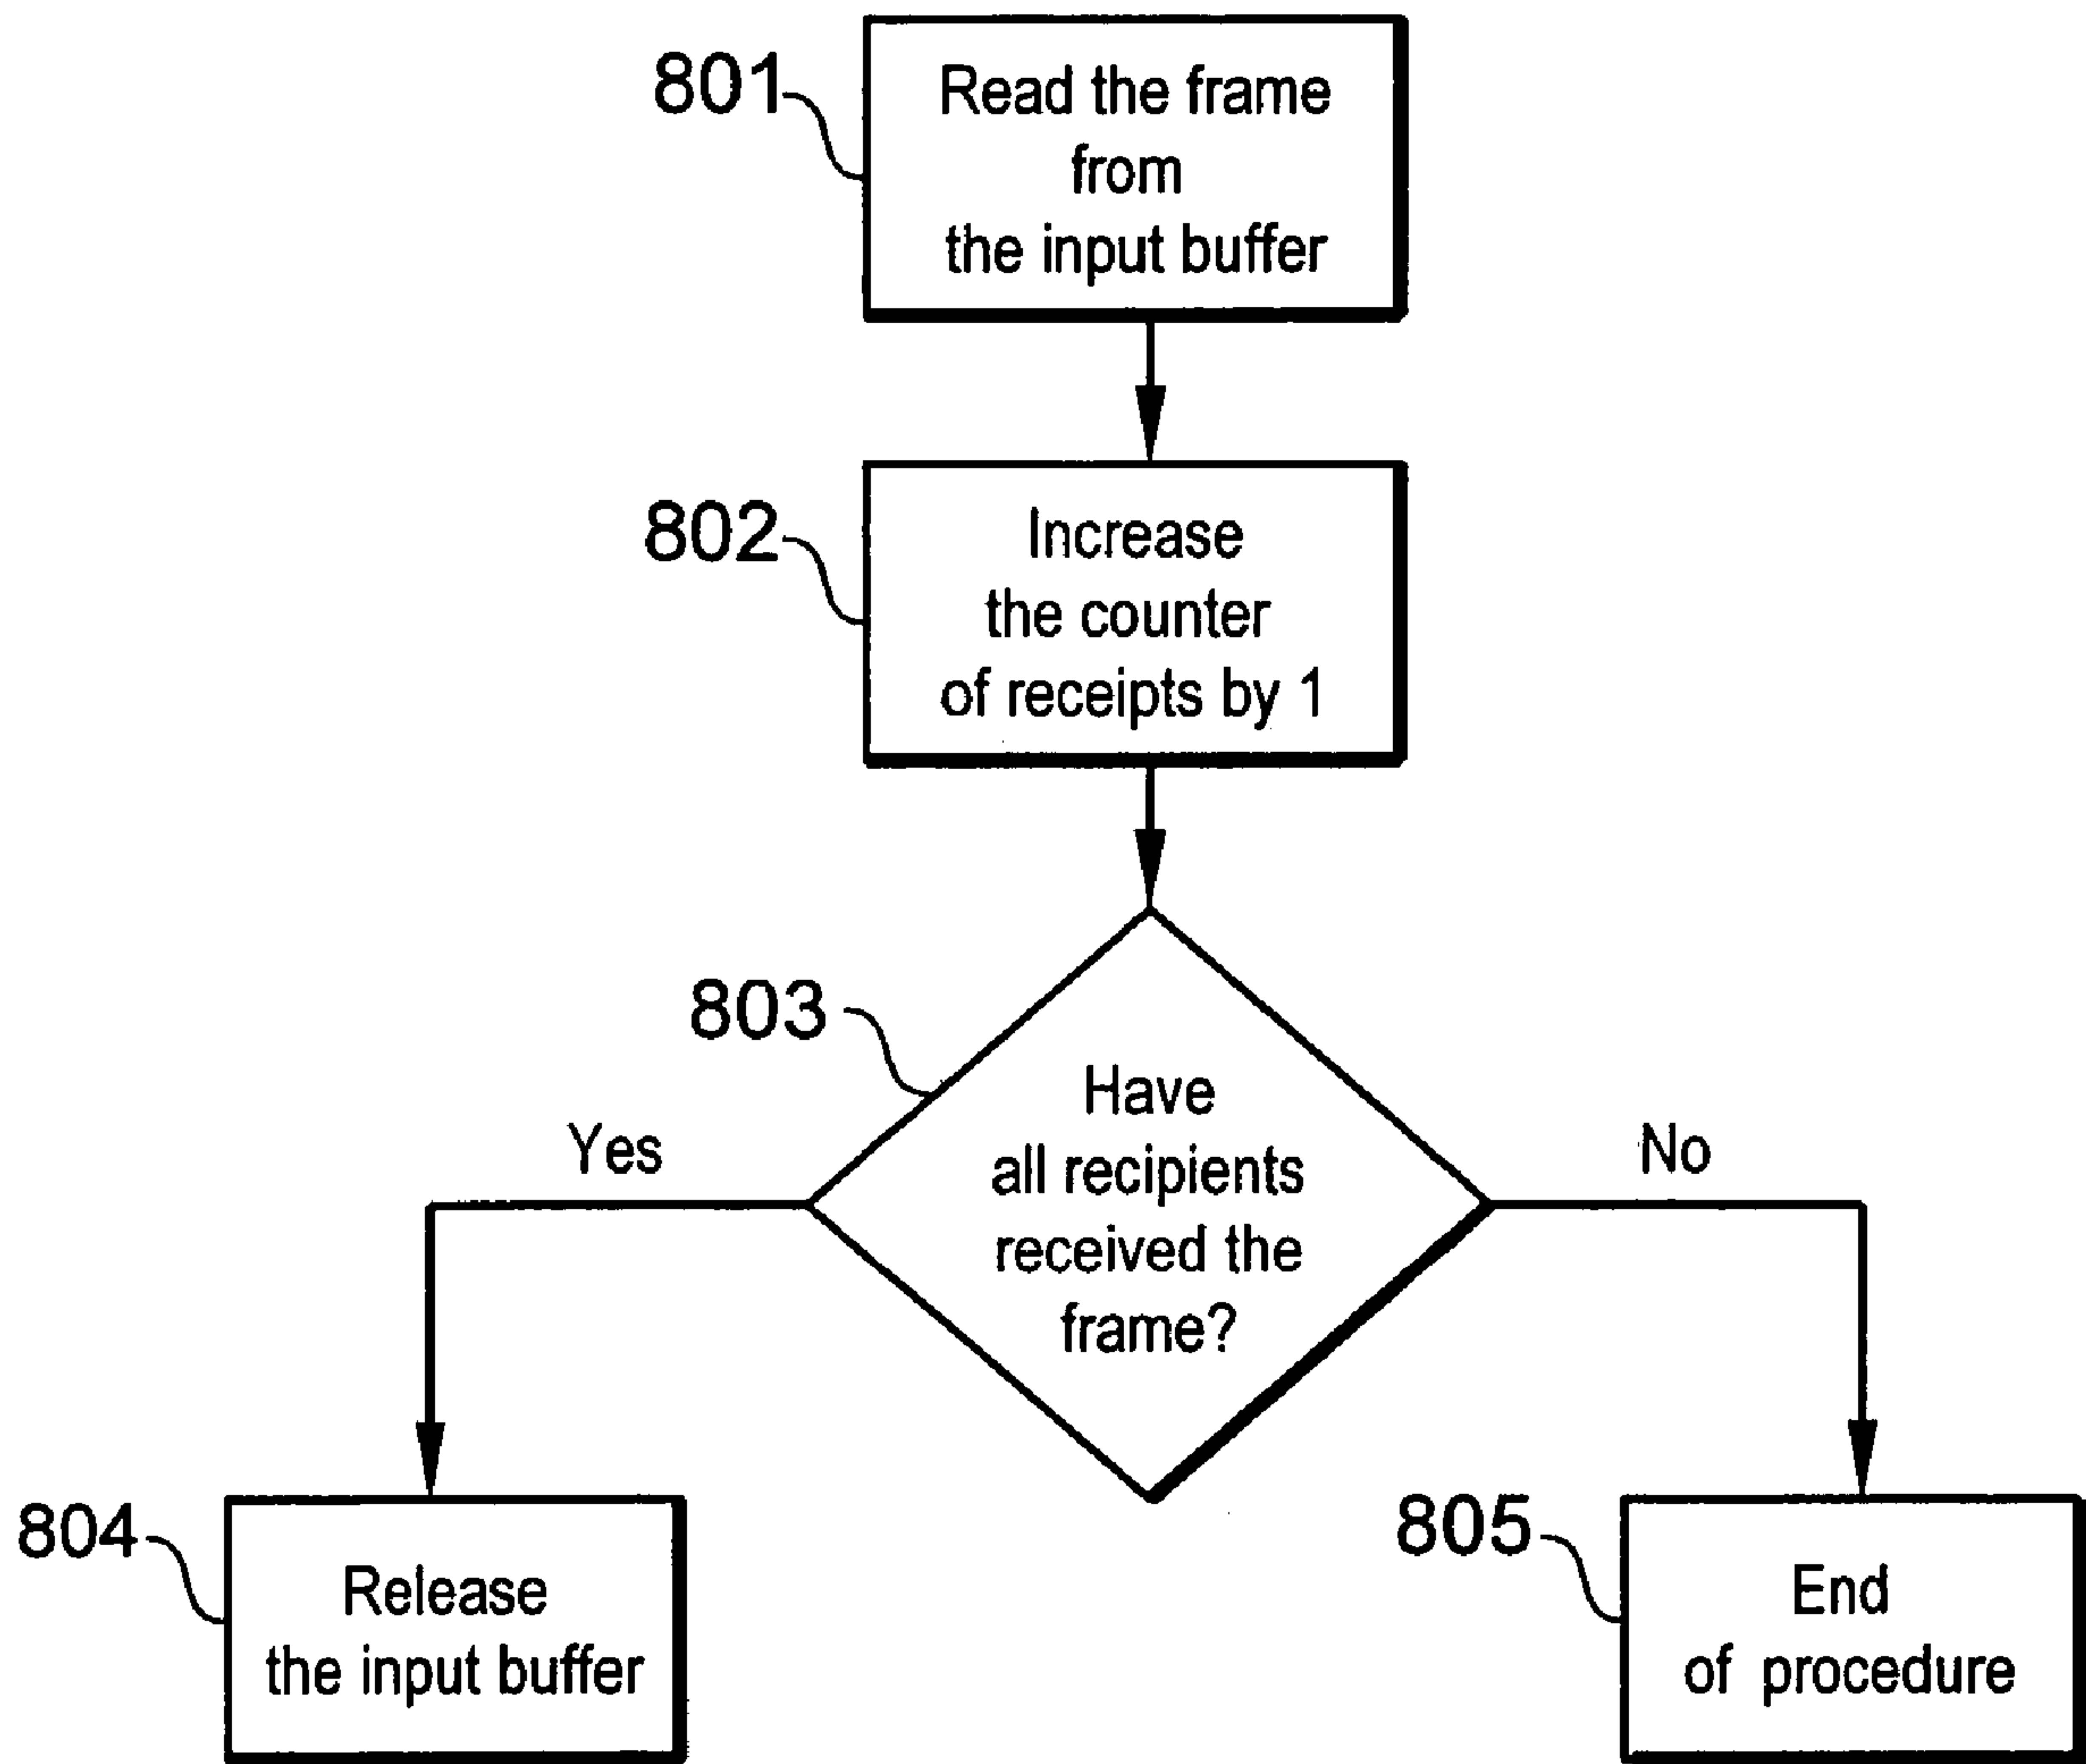 801
Read the frame
from
the input buffer
802
Increase
the counter
of receipts by 1
803
Have
all recipients
received the
frame?
Yes
No
804
Release
the input buffer
805
End
of procedure